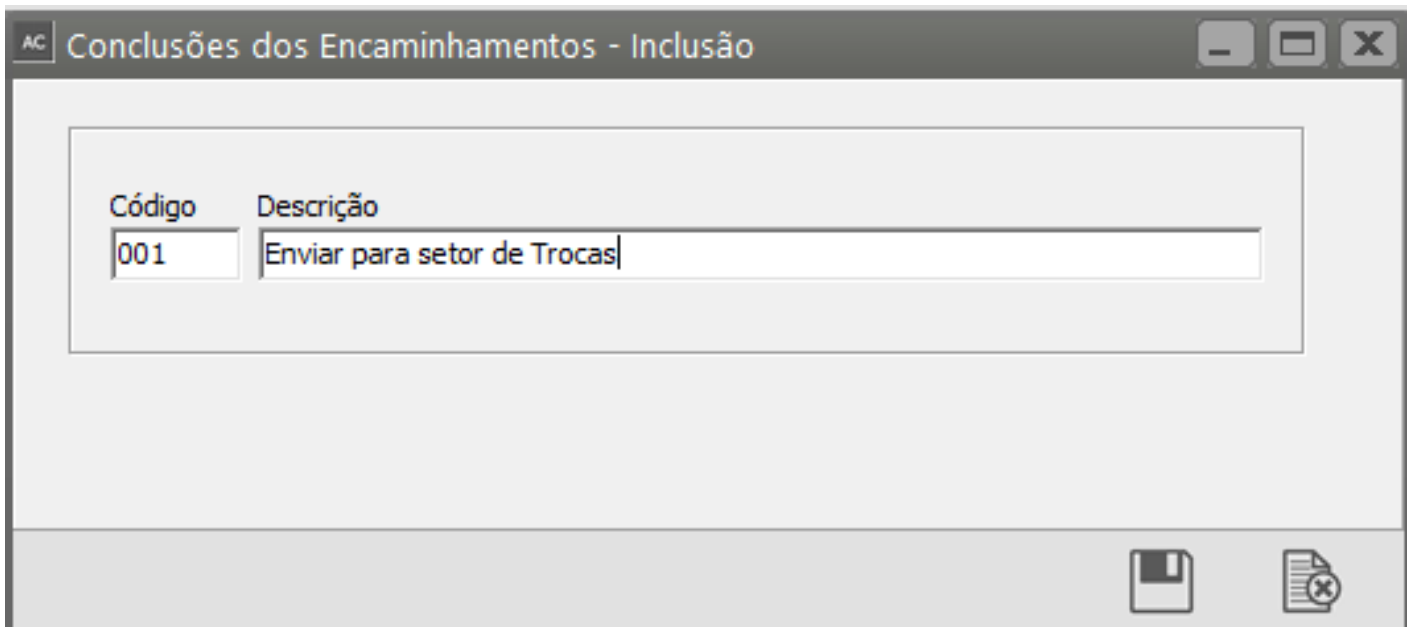 AC Conclusões dos Encaminhamentos - Inclusão
Código Descrição
001 Enviar para setor de Trocas